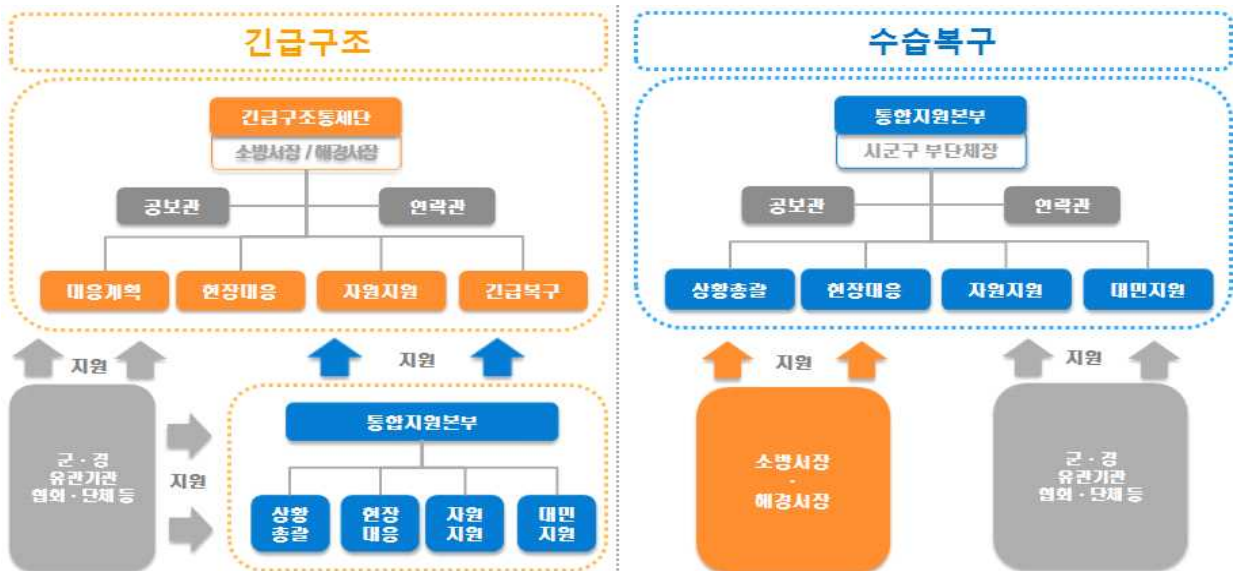 긴급구조
긴급구조통제단
소방서장 / 해경서장
공보관
연락관
대응계획
현장대응
자원지원
긴급복구
지원
지원
군 · 경
유관기관
협회 · 단체 등
지원
통합지원본부
상황
총괄
현장
대응
자원
지원
대민
지원
수습복구
통합지원본부
시군구 부단체장
공보관
연락관
상황총괄
현장대응
자원지원
대민지원
지원
지원
소방서장
·
해경서장
군 · 경
유관기관
협회 · 단체 등